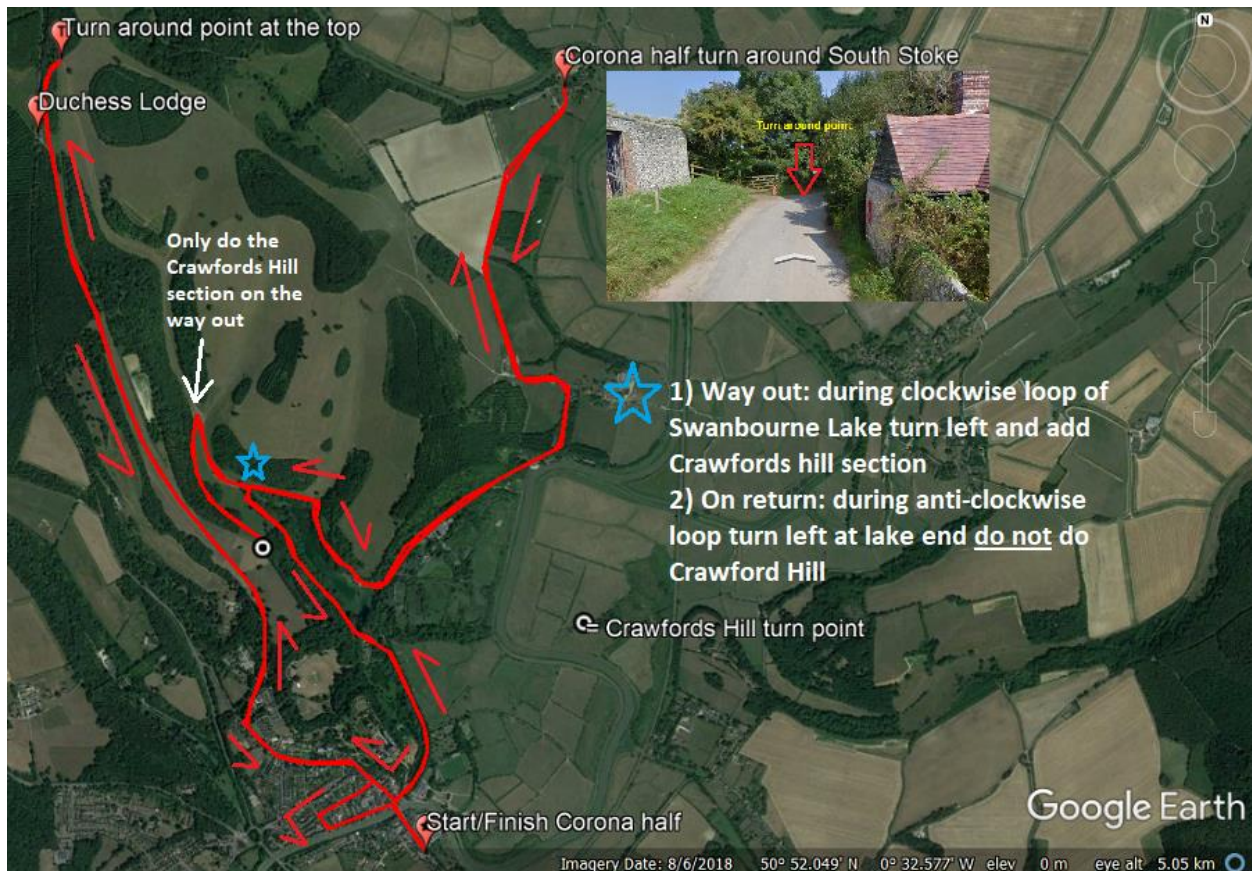 Turn around point at the top
Corona half turn around South Stoke
Duchess Lodge
Turn around point
N
Only do the
Crawfords Hill
section on the
way out
1) Way out: during clockwise loop of
Swanbourne Lake turn left and add
Crawfords hill section
2) On return: during anti-clockwise
loop turn left at lake end do not do
Crawford Hill
= Crawfords Hill turn point
Start/Finish Corona half
Google Earth
Imagery Date: 8/6/2018 50° 52.049' N 0° 32.577' W elev 0 m eye alt 5.05 km